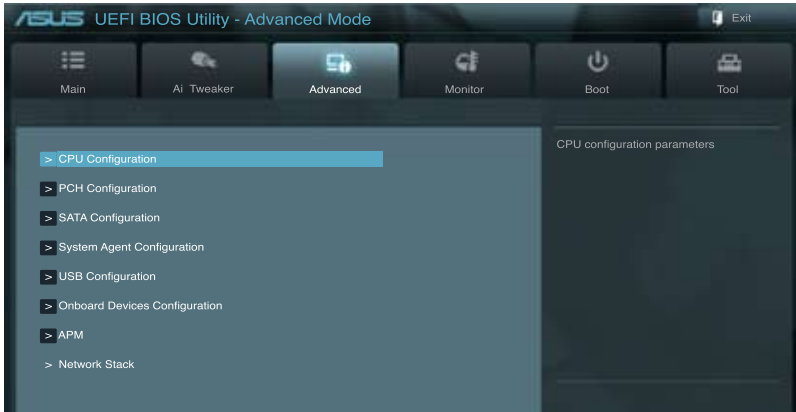 ASUS UEFI BIOS Utility - Advanced Mode
Exit
Main
Ai Tweaker
Advanced
Monitor
Boot
Tool
> CPU Configuration
> PCH Configuration
> SATA Configuration
> System Agent Configuration
> USB Configuration
> Onboard Devices Configuration
> APM
> Network Stack
CPU configuration parameters